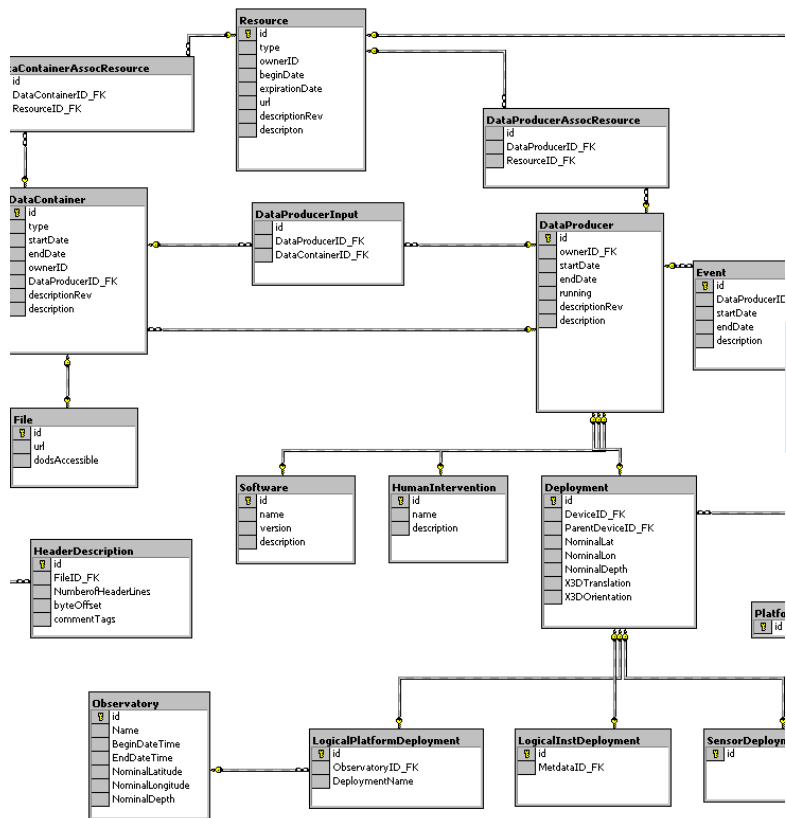 Resource
id
type
ownerID
beginDate
expirationDate
url
descriptionRev
descripton
taContainerAssocResource
id
DataContainerID_FK
ResourceID_FK
DataProducerAssocResource
id
DataProducerID_FK
ResourceID_FK
DataContainer
id
type
startDate
endDate
ownerID
DataProducerID_FK
descriptionRev
description
DataProducerInput
id
DataProducerID_FK
DataContainerID_FK
DataProducer
id
ownerID_FK
startDate
endDate
running
descriptionRev
description
Event
id
DataProducerID
startDate
endDate
description
File
id
url
dodsAccessible
Software
id
name
version
description
HumanIntervention
id
name
description
Deployment
id
DeviceID_FK
ParentDeviceID_FK
NominalLat
NominalLon
NominalDepth
X3DTranslation
X3DOrientation
HeaderDescription
id
FileID_FK
NumberofHeaderLines
byteOffset
commentTags
Platfo
id
Observatory
id
Name
BeginDateTime
EndDateTime
NominalLatitude
NominalLongitude
NominalDepth
LogicalPlatformDeployment
id
ObservatoryID_FK
DeploymentName
LogicalInstDeployment
id
MetdataID_FK
SensorDeploym
id